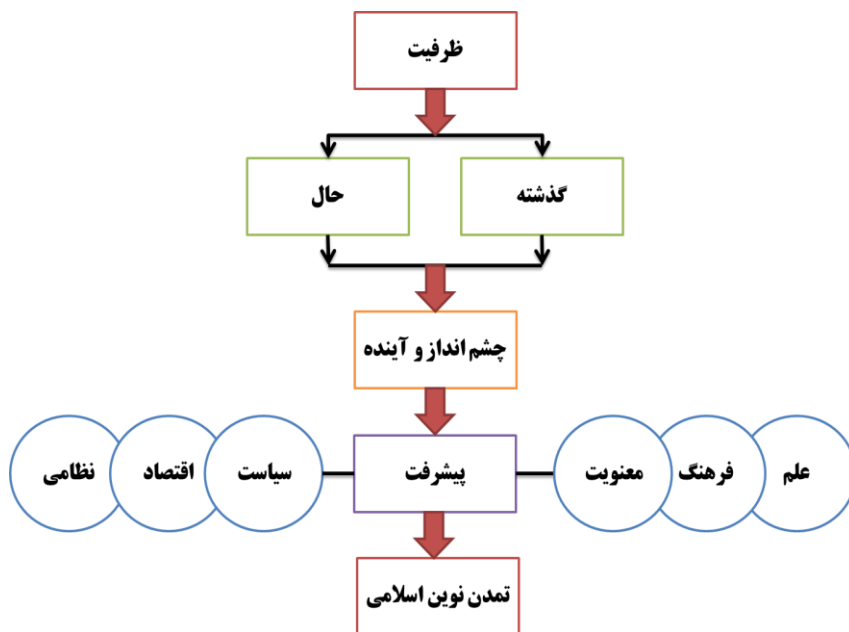 ظرفیت
گذشته
حال
چشم انداز و آینده
علم
فرهنگ
معنویت
پیشرفت
سیاست
اقتصاد
نظامی
تمدن نوین اسلامی